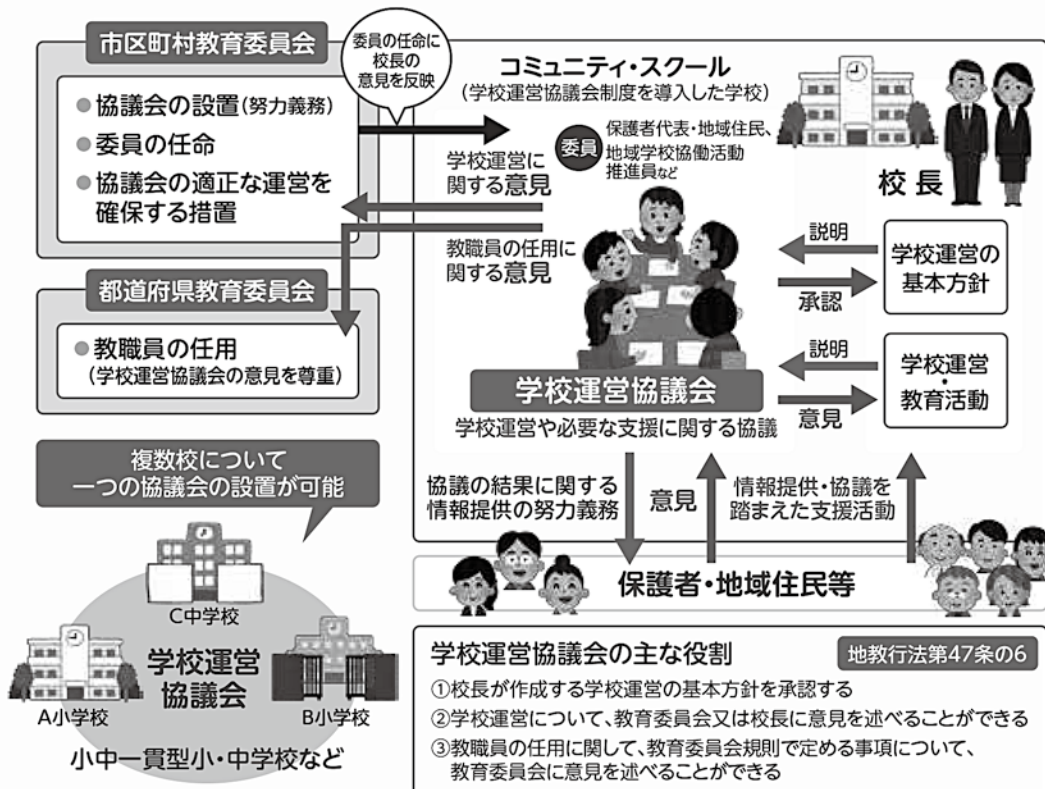 市区町村教育委員会
●協議会の設置(努力義務)
●委員の任命
●協議会の適正な運営を
確保する措置
委員の任命に
校長の
意見を反映
都道府県教育委員会
●教職員の任用
(学校運営協議会の意見を尊重)
コミュニティ・スクール
(学校運営協議会制度を導入した学校)
委員
保護者代表・地域住民、
地域学校協働活動
推進員など
学校運営に
関する意見
教職員の任用に
関する意見
校長
説明
承認
学校運営の
基本方針
説明
意見
学校運営
・
教育活動
学校運営協議会
学校運営や必要な支援に関する協議
協議の結果に関する
情報提供の努力義務
意見
情報提供・協議を
踏まえた支援活動
保護者・地域住民等
複数校について
一つの協議会の設置が可能
C中学校
A小学校
学校運営
協議会
B小学校
小中一貫型小・中学校など
学校運営協議会の主な役割
地教行法第47条の6
①校長が作成する学校運営の基本方針を承認する
②学校運営について、教育委員会又は校長に意見を述べることができる
③教職員の任用に関して、教育委員会規則で定める事項について、
教育委員会に意見を述べることができる